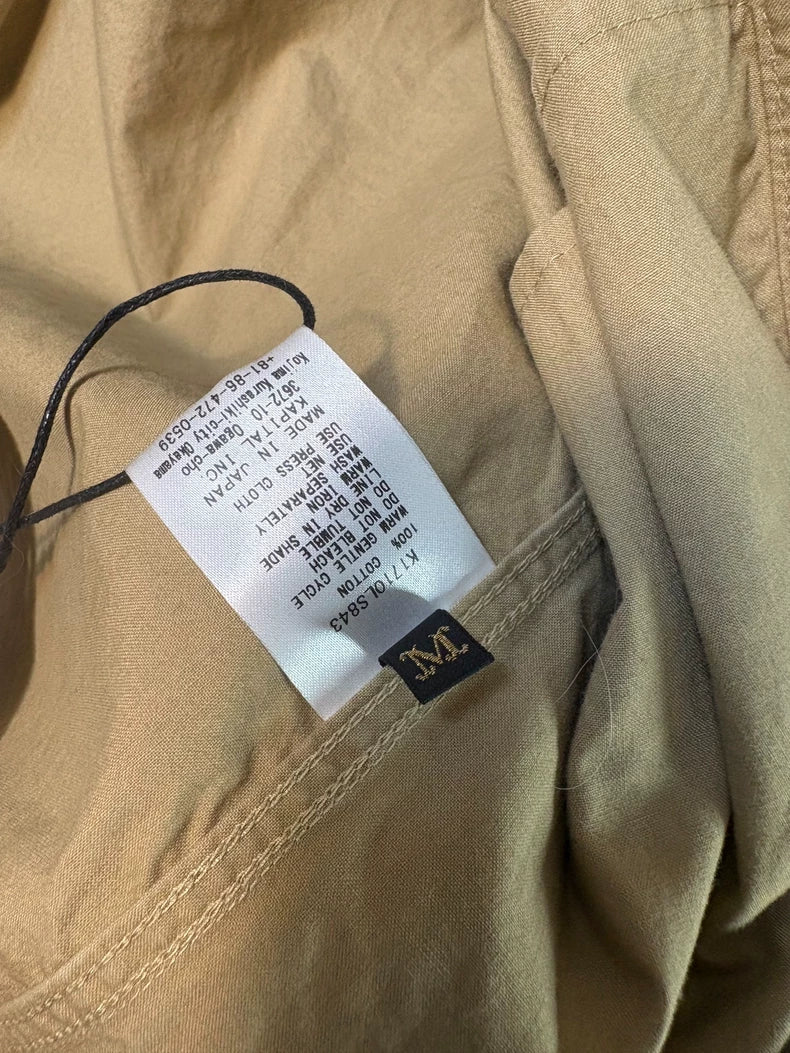 K1710LS843
100% COTTON
WARM GENTLE CYCLE
DO NOT BLEACH
DO NOT TUMBLE
LINE DRY IN SHADE
WARM IRON
WASH SEPARATELY
USE NET
USE PRESS CLOTH
MADE IN JAPAN
KAPITAL INC.
3672-10 Ogawa-cho
Kojima Kurashiki-city Okayama
+81-86-472-0539
M